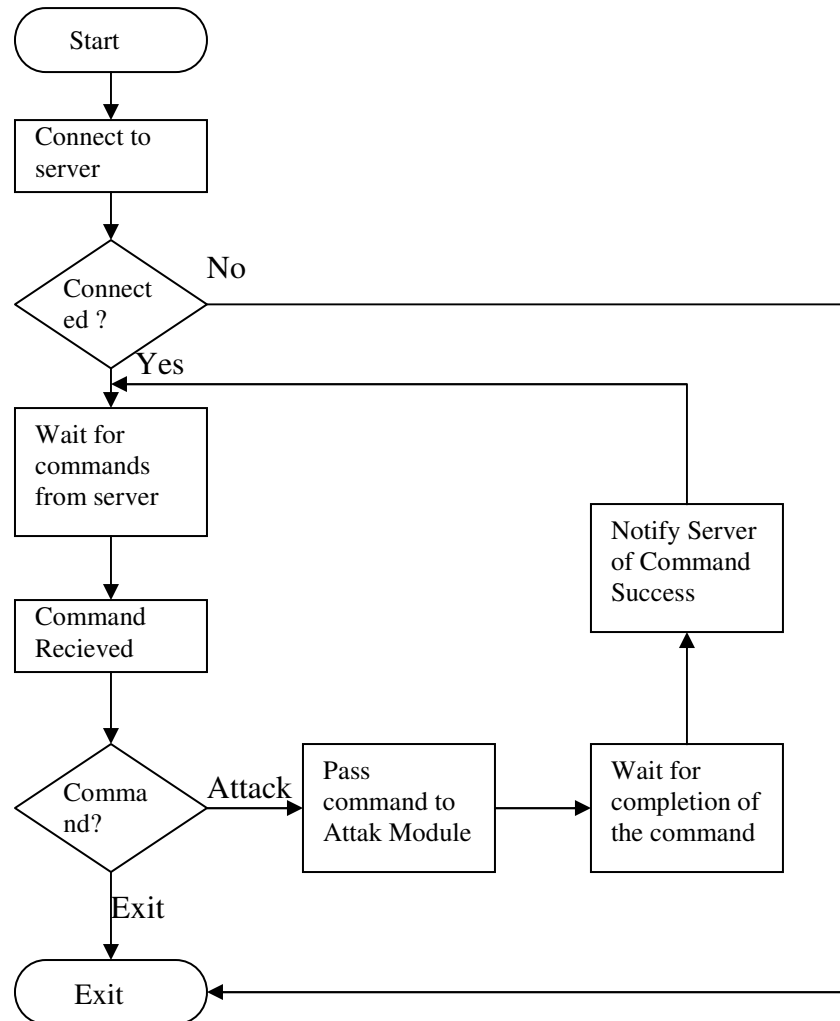 Start
Connect to
server
Connect
ed ?
No
Yes
Wait for
commands
from server
Notify Server
of Command
Success
Command
Recieved
Comma
nd?
Attack
Pass
command to
Attak Module
Wait for
completion of
the command
Exit
Exit